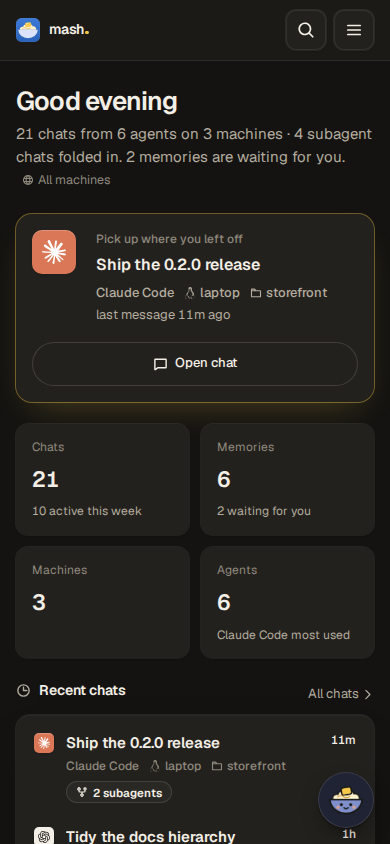 mash.
Good evening
21 chats from 6 agents on 3 machines · 4 subagent
chats folded in. 2 memories are waiting for you.
All machines
Pick up where you left off
Ship the 0.2.0 release
Claude Code laptop storefront
last message 11m ago
Open chat
Chats
21
10 active this week
Memories
6
2 waiting for you
Machines
3
Agents
6
Claude Code most used
Recent chats
All chats
Ship the 0.2.0 release
11m
Claude Code laptop storefront
2 subagents
Tidy the docs hierarchy
1h